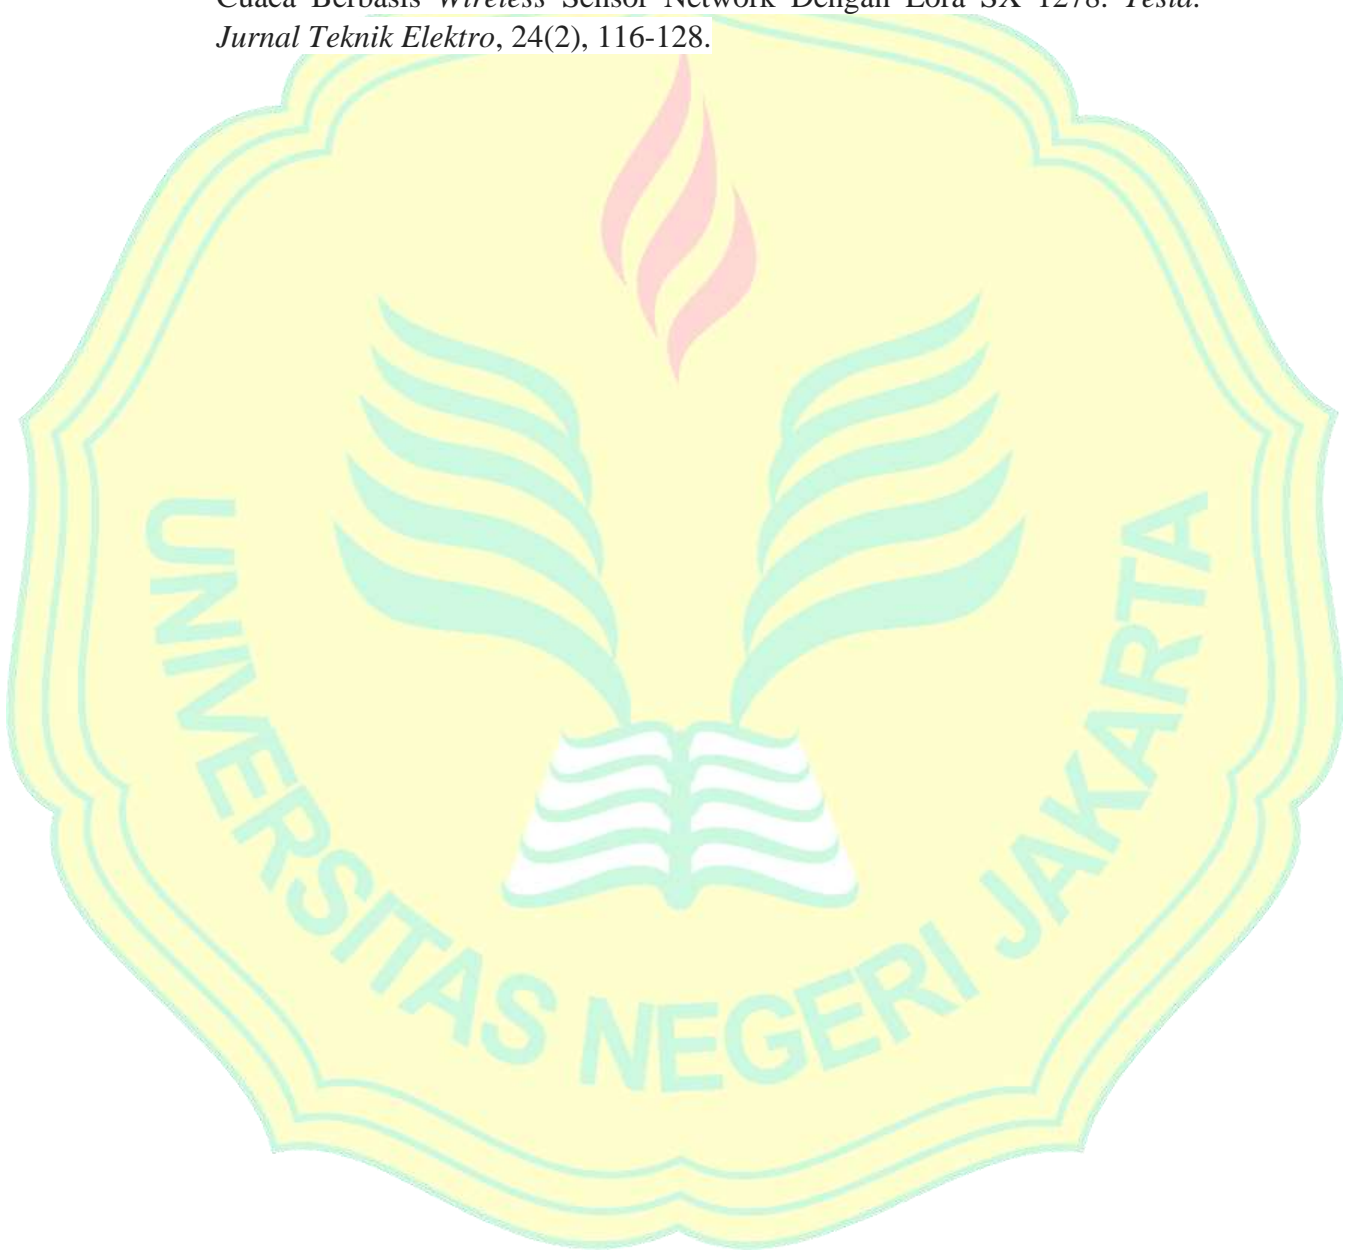 Cuaca Berbasis Wireless Sensor Network Dengan Lora SX 1278. Tesla:
Jurnal Teknik Elektro, 24(2), 116-128.
UNIVERSITAS NEGERI JAKARTA